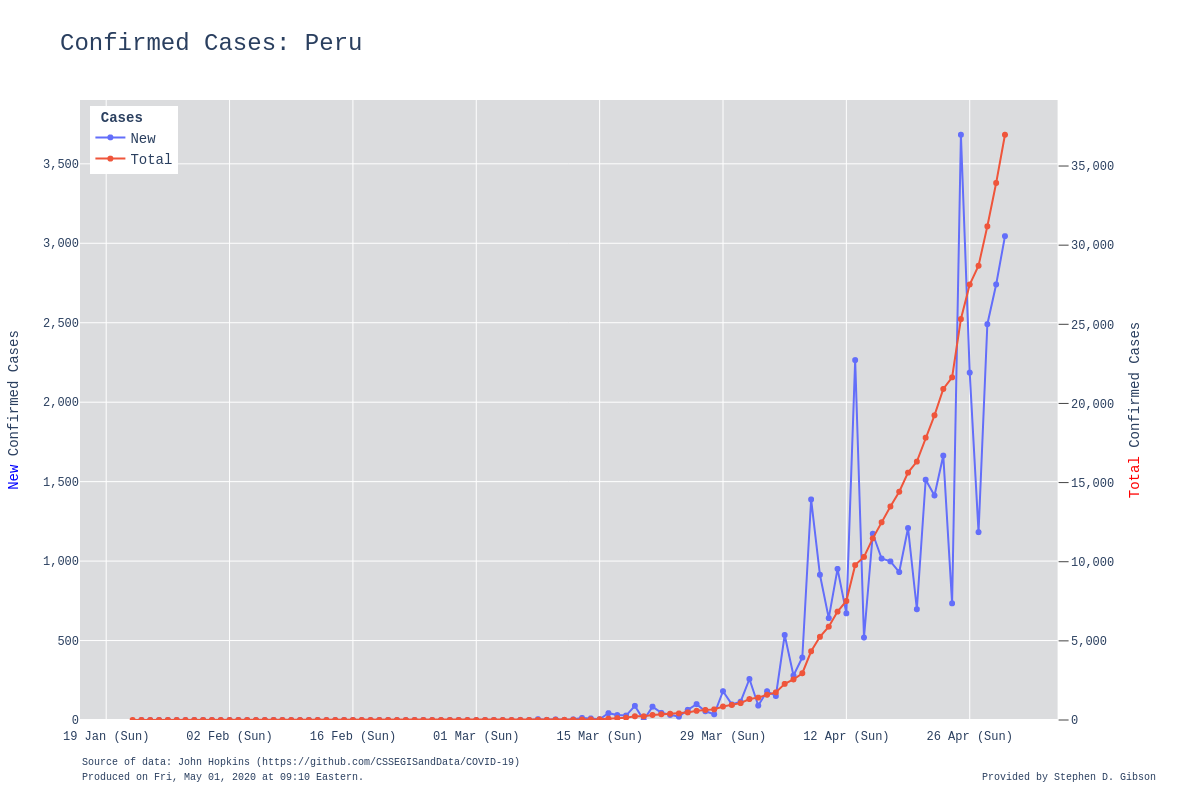 Confirmed Cases: Peru
Cases
New
Total
3,500
3,000
2,500
2,000
1,500
1,000
500
0
New Confirmed Cases
35,000
30,000
25,000
20,000
15,000
10,000
5,000
0
Total Confirmed Cases
19 Jan (Sun)
02 Feb (Sun)
16 Feb (Sun)
01 Mar (Sun)
15 Mar (Sun)
29 Mar (Sun)
12 Apr (Sun)
26 Apr (Sun)
Source of data: John Hopkins (https://github.com/CSSEGISandData/COVID-19)
Produced on Fri, May 01, 2020 at 09:10 Eastern.
Provided by Stephen D. Gibson